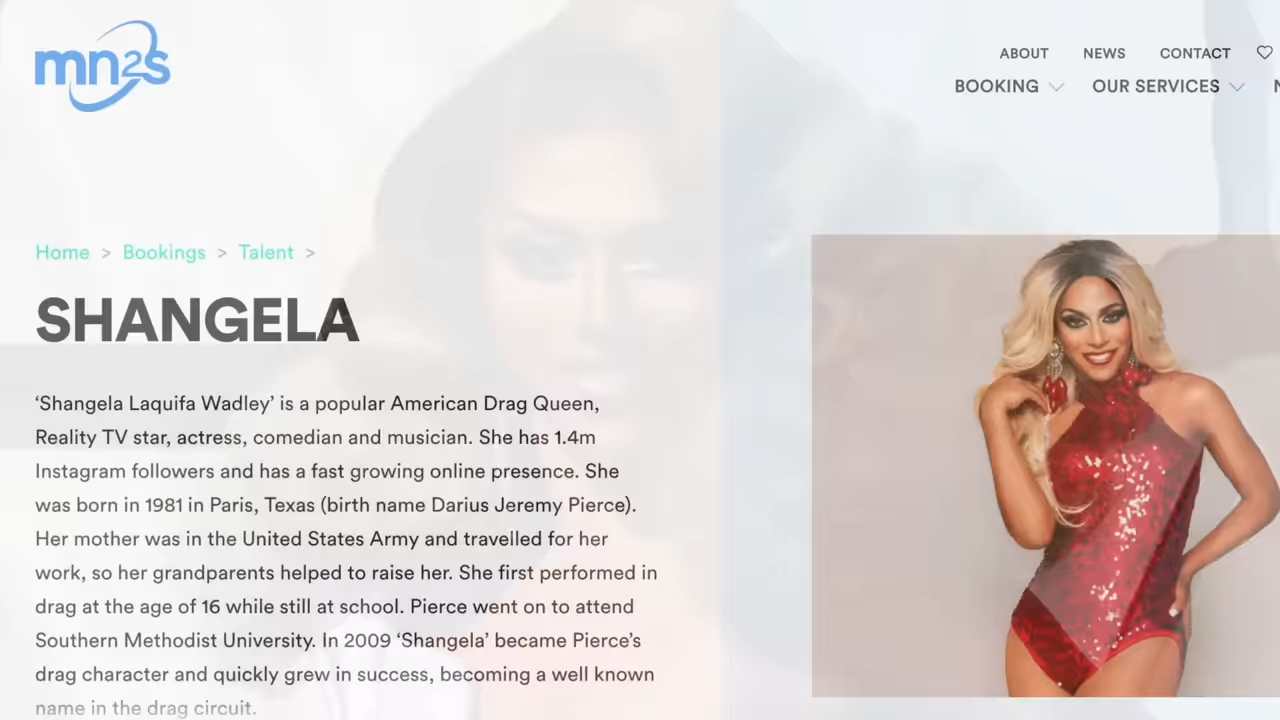 mn2s
ABOUT NEWS CONTACT
BOOKING OUR SERVICES
Home > Bookings > Talent >
SHANGELA
‘Shangela Laquifa Wadley’ is a popular American Drag Queen,
Reality TV star, actress, comedian and musician. She has 1.4m
Instagram followers and has a fast growing online presence. She
was born in 1981 in Paris, Texas (birth name Darius Jeremy Pierce).
Her mother was in the United States Army and travelled for her
work, so her grandparents helped to raise her. She first performed in
drag at the age of 16 while still at school. Pierce went on to attend
Southern Methodist University. In 2009 ‘Shangela’ became Pierce’s
drag character and quickly grew in success, becoming a well known
name in the drag circuit.